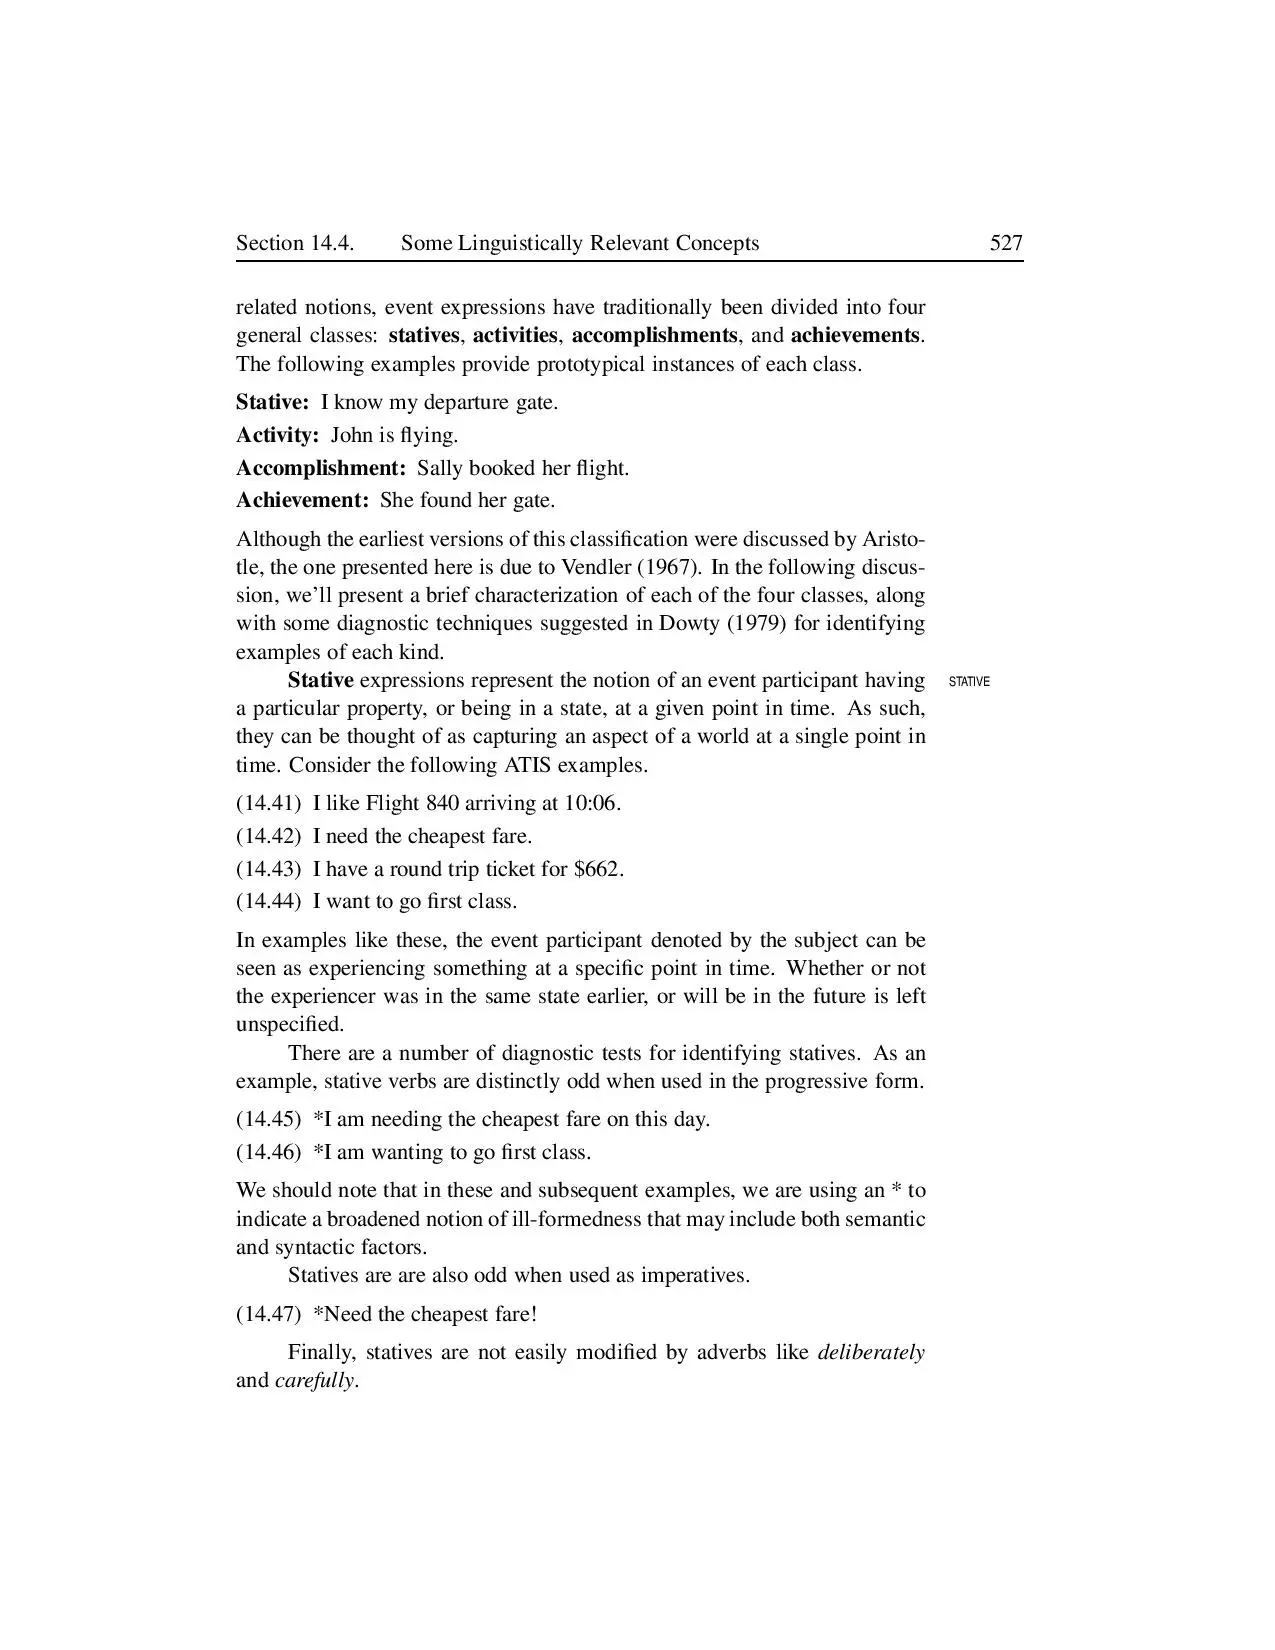 Section 14.4. Some Linguistically Relevant Concepts 527
related notions, event expressions have traditionally been divided into four
general classes: statives, activities, accomplishments, and achievements.
The following examples provide prototypical instances of each class.
Stative: I know my departure gate.
Activity: John is flying.
Accomplishment: Sally booked her flight.
Achievement: She found her gate.
Although the earliest versions of this classification were discussed by Aristo-
tle, the one presented here is due to Vendler (1967). In the following discus-
sion, we’ll present a brief characterization of each of the four classes, along
with some diagnostic techniques suggested in Dowty (1979) for identifying
examples of each kind.
Stative expressions represent the notion of an event participant having STATIVE
a particular property, or being in a state, at a given point in time. As such,
they can be thought of as capturing an aspect of a world at a single point in
time. Consider the following ATIS examples.
(14.41) I like Flight 840 arriving at 10:06.
(14.42) I need the cheapest fare.
(14.43) I have a round trip ticket for $662.
(14.44) I want to go first class.
In examples like these, the event participant denoted by the subject can be
seen as experiencing something at a specific point in time. Whether or not
the experiencer was in the same state earlier, or will be in the future is left
unspecified.
There are a number of diagnostic tests for identifying statives. As an
example, stative verbs are distinctly odd when used in the progressive form.
(14.45) *I am needing the cheapest fare on this day.
(14.46) *I am wanting to go first class.
We should note that in these and subsequent examples, we are using an * to
indicate a broadened notion of ill-formedness that may include both semantic
and syntactic factors.
Statives are are also odd when used as imperatives.
(14.47) *Need the cheapest fare!
Finally, statives are not easily modified by adverbs like deliberately
and carefully.